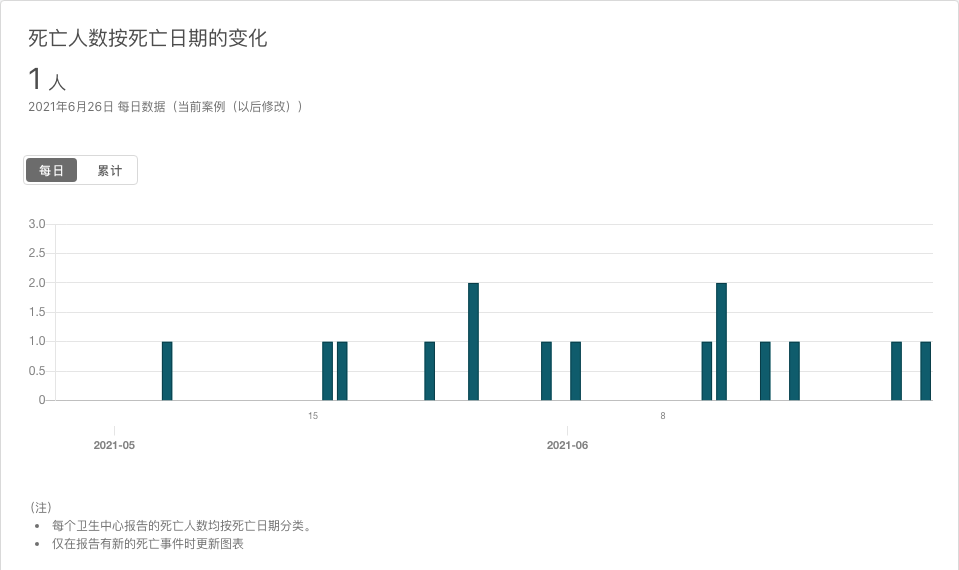 死亡人数按死亡日期的变化
1 人
2021年6月26日 每日数据（当前案例（以后修改））
每日 累计
3.0
2.5
2.0
1.5
1.0
0.5
0
15 8
2021-05 2021-06
（注）
• 每个卫生中心报告的死亡人数均按死亡日期分类。
• 仅在报告有新的死亡事件时更新图表